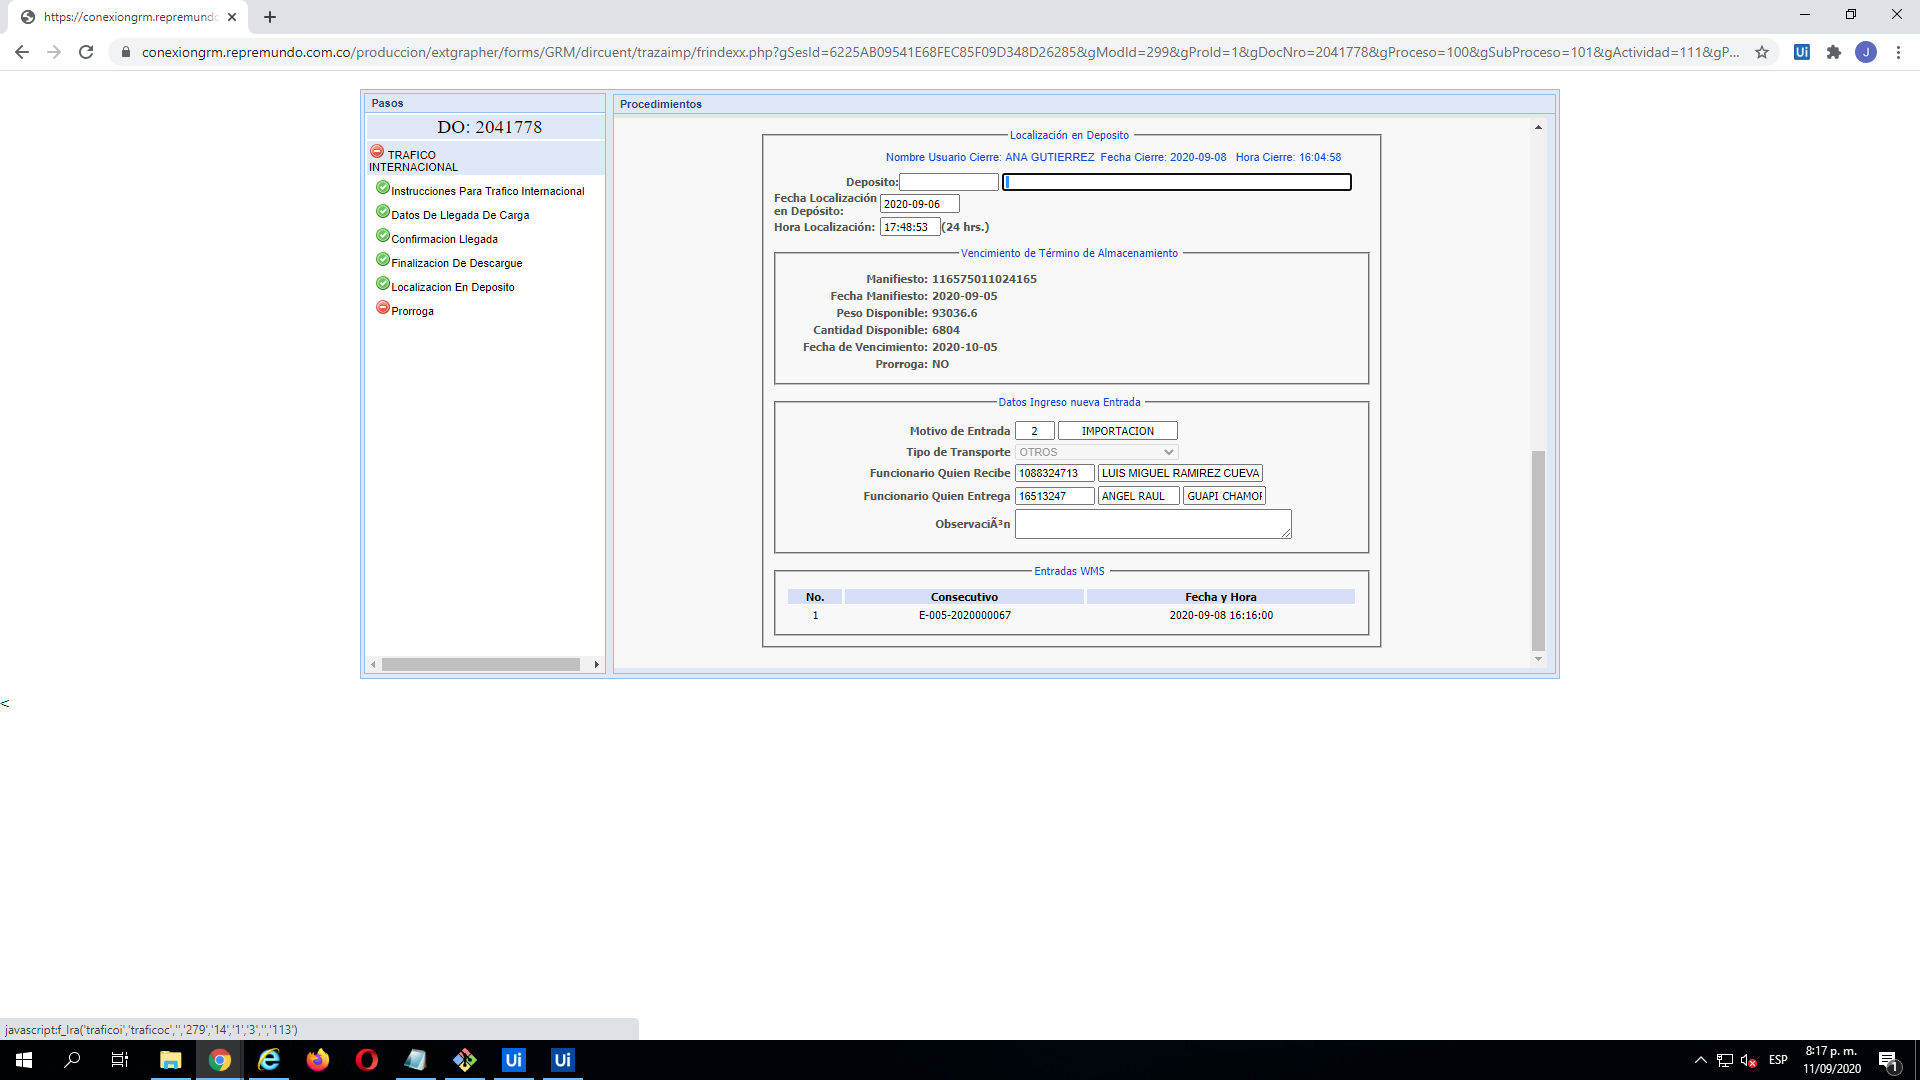 https://conexiongrm.repremundo
conexiongrm.repremundo.com.co/produccion/extgrapher/forms/GRM/dircuent/trazaimp/frindexx.php?gSesId=6225AB09541E68FEC85F09D348D26285&gModId=299&gProId=1&gDocNro=2041778&gProceso=100&gSubProceso=101&gActividad=111&gP...
Ui
J
Pasos
DO: 2041778
TRAFICO
INTERNACIONAL
Instrucciones Para Trafico Internacional
Datos De Llegada De Carga
Confirmacion Llegada
Finalizacion De Descargue
Localizacion En Deposito
Prorroga
Procedimientos
Localización en Deposito
Nombre Usuario Cierre: ANA GUTIERREZ Fecha Cierre: 2020-09-08 Hora Cierre: 16:04:58
Deposito:
Fecha Localización
en Depósito: 2020-09-06
Hora Localización: 17:48:53 (24 hrs.)
Vencimiento de Término de Almacenamiento
Manifiesto: 116575011024165
Fecha Manifiesto: 2020-09-05
Peso Disponible: 93036.6
Cantidad Disponible: 6804
Fecha de Vencimiento: 2020-10-05
Prorroga: NO
Datos Ingreso nueva Entrada
Motivo de Entrada 2 IMPORTACION
Tipo de Transporte OTROS
Funcionario Quien Recibe 1088324713 LUIS MIGUEL RAMIREZ CUEVA
Funcionario Quien Entrega 16513247 ANGEL RAUL GUAPI CHAMOR
ObservaciÃ³n
Entradas WMS
No. Consecutivo Fecha y Hora
1 E-005-2020000067 2020-09-08 16:16:00
<
javascript:f_Ira('traficoi','traficoc','','279','14','1','3','','113')
Ui
Ui
ESP
8:17 p. m.
11/09/2020
1